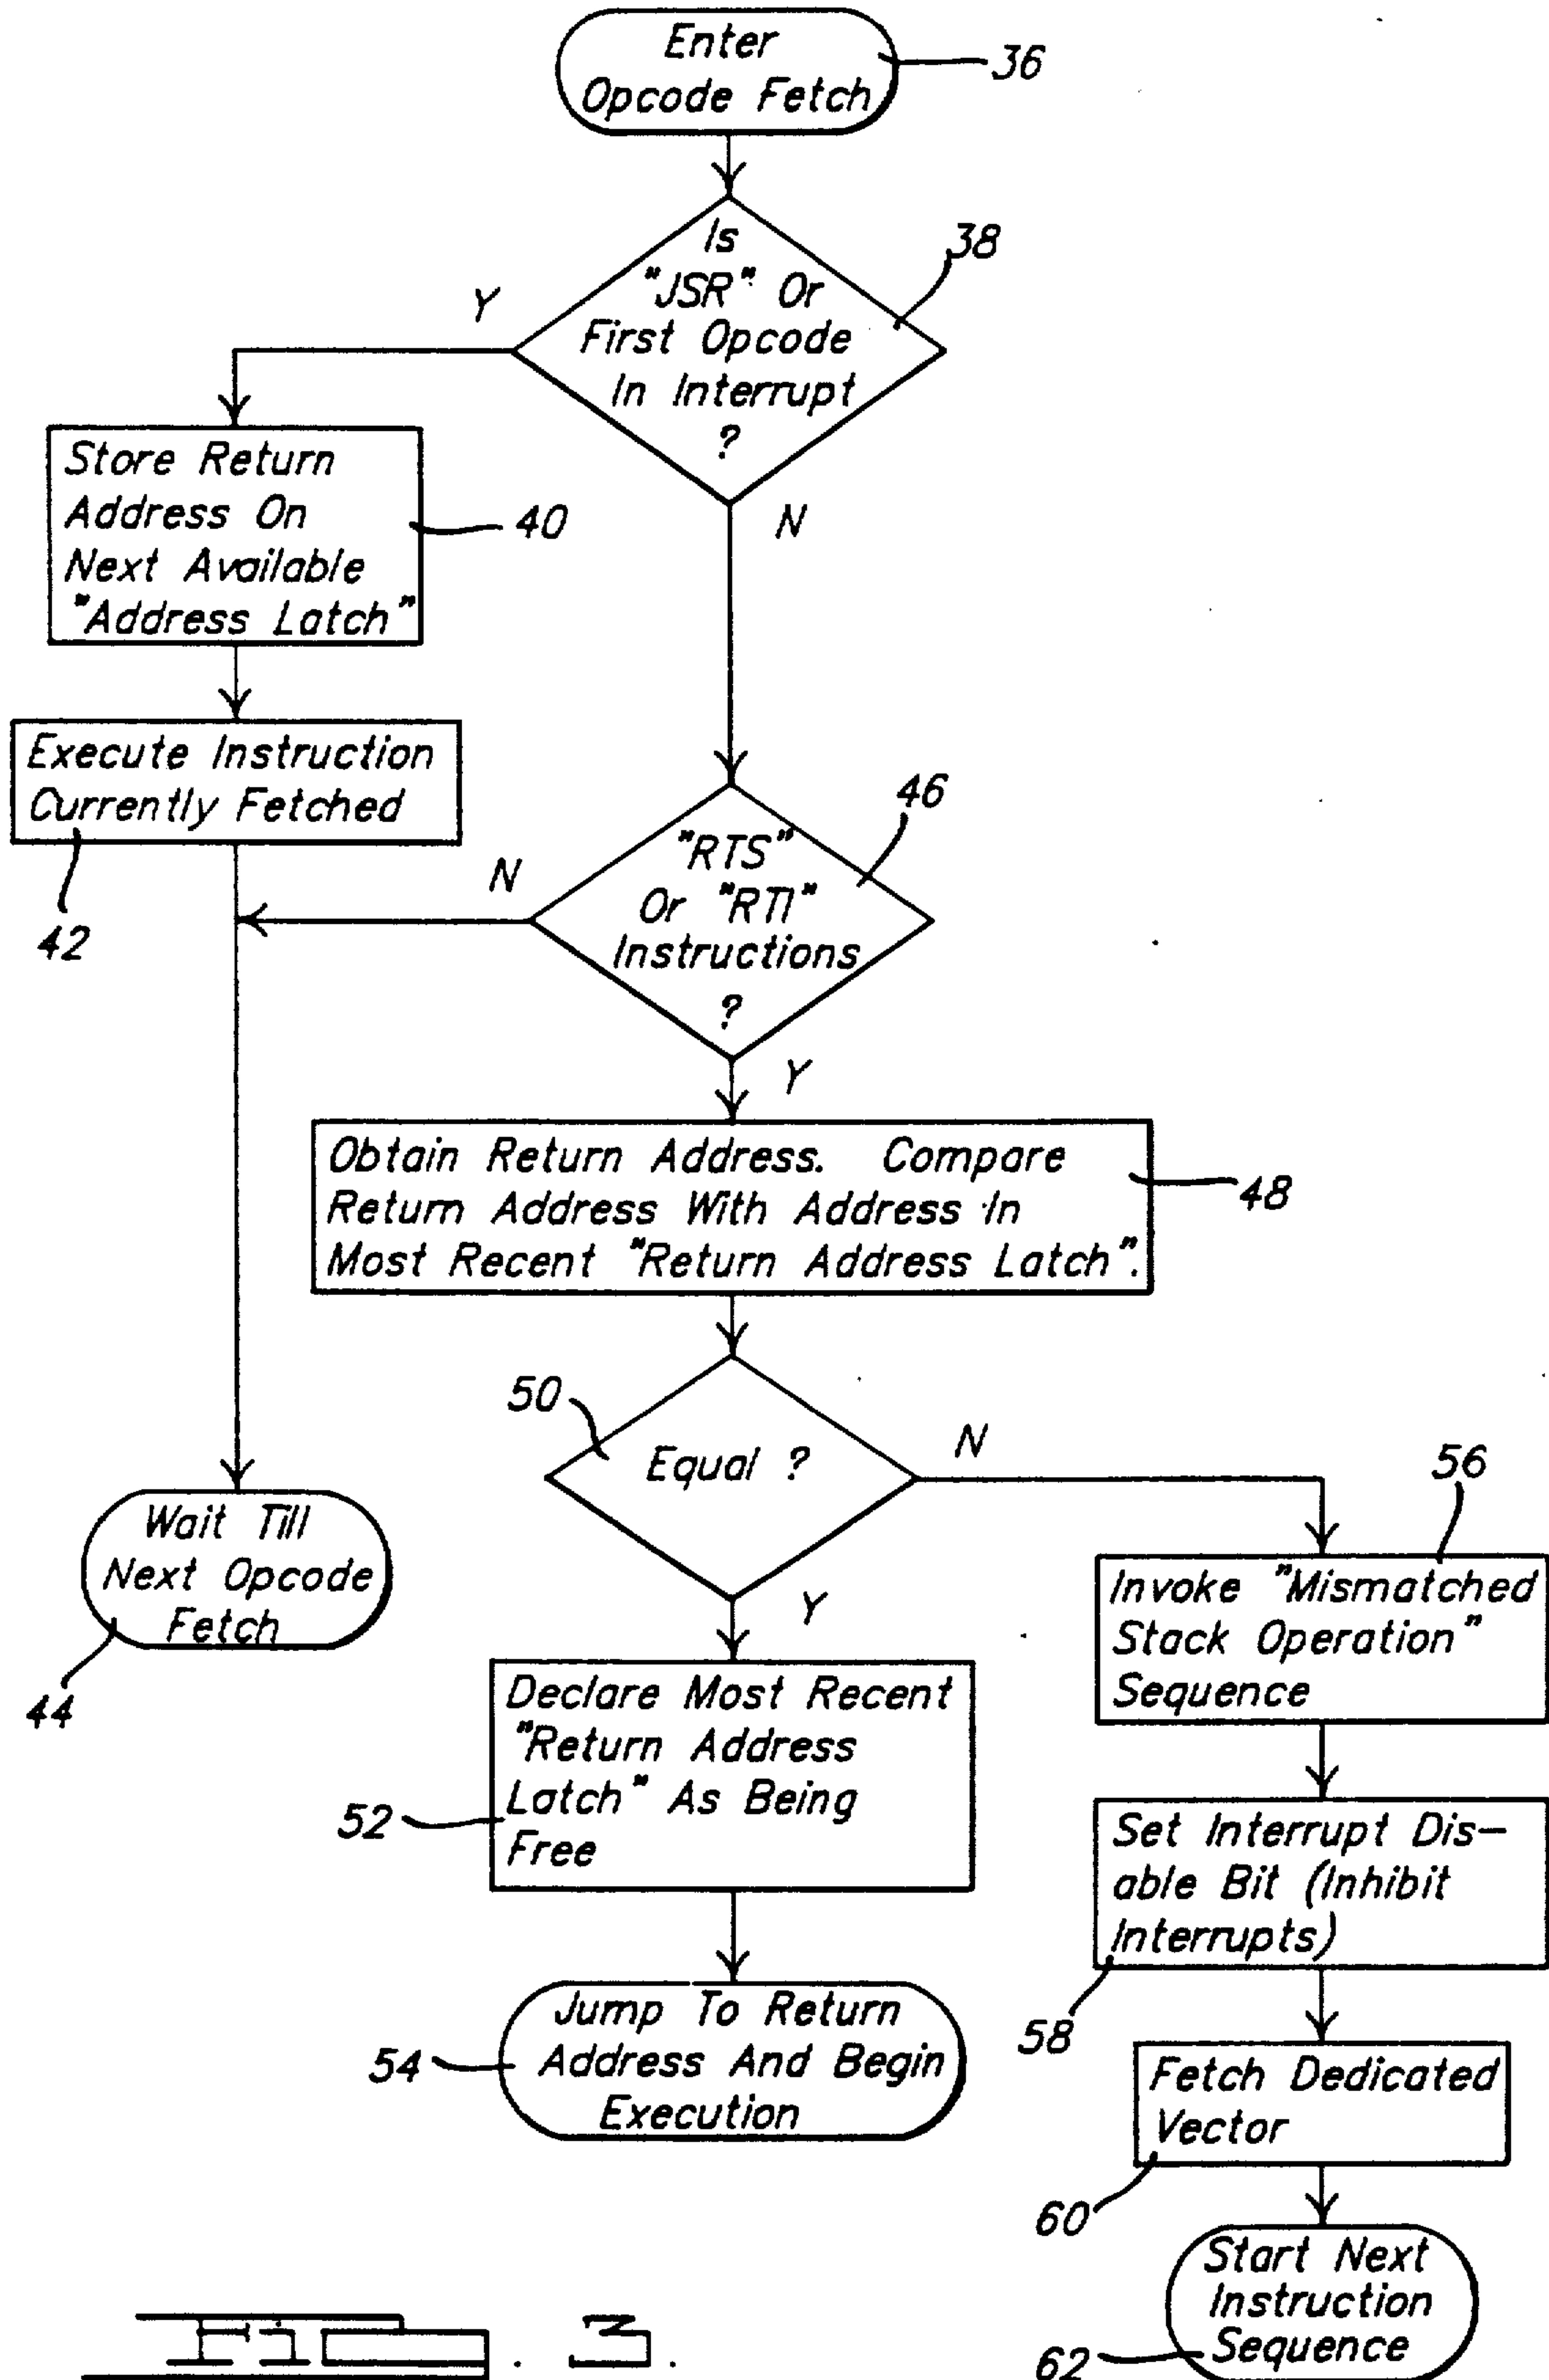 Enter
Opcode Fetch
36
Is
"JSR" Or
First Opcode
In Interrupt
?
38
Y
N
Store Return
Address On
Next Available
"Address Latch"
40
Execute Instruction
Currently Fetched
42
"RTS"
Or "RTI"
Instructions
?
46
N
Y
Obtain Return Address. Compare
Return Address With Address In
Most Recent "Return Address Latch".
48
50
Equal ?
N
Y
Wait Till
Next Opcode
Fetch
44
56
Invoke "Mismatched
Stack Operation"
Sequence
Declare Most Recent
"Return Address
Latch" As Being
Free
52
Set Interrupt Dis-
able Bit (Inhibit
Interrupts)
58
Jump To Return
Address And Begin
Execution
54
Fetch Dedicated
Vector
60
Start Next
Instruction
Sequence
62
FIG. 3.